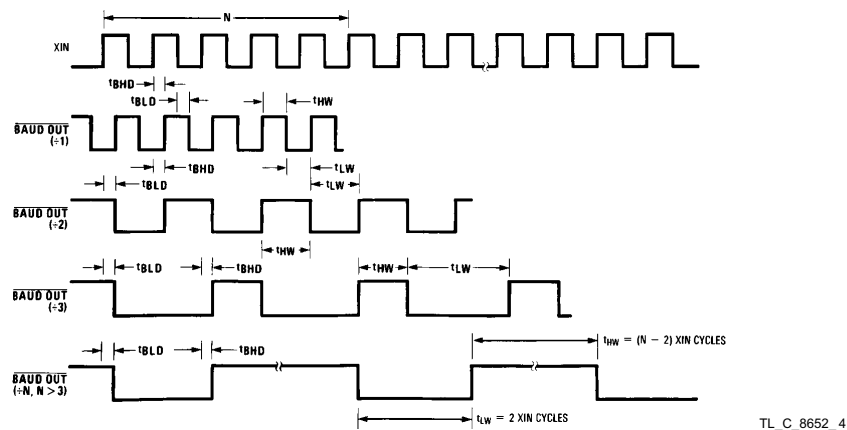 N
XIN
tBHD
tBLD
tHW
BAUD OUT
(÷1)
tBHD
tLW
tBLD
tLW
BAUD OUT
(÷2)
tHW
tBLD
tBHD
tHW
tLW
BAUD OUT
(÷3)
tBLD
tBHD
tHW = (N – 2) XIN CYCLES
BAUD OUT
(÷N, N > 3)
tLW = 2 XIN CYCLES
TL_C_8652_4